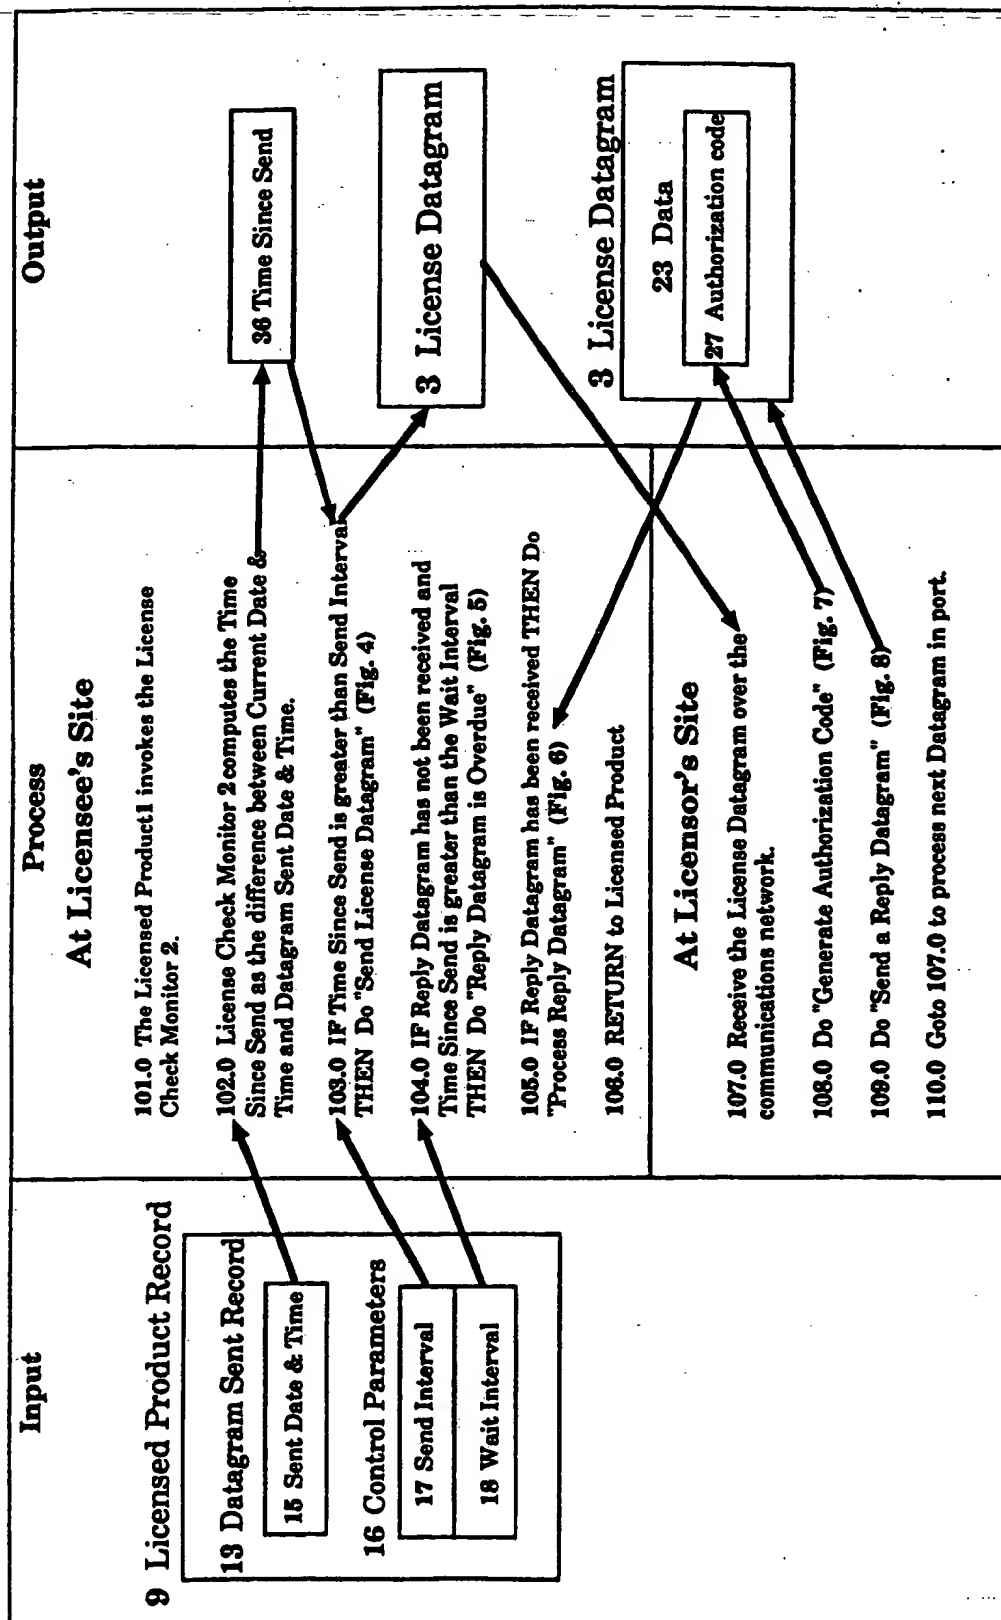 Input
9 Licensed Product Record
13 Datagram Sent Record
15 Sent Date & Time
16 Control Parameters
17 Send Interval
18 Wait Interval
Process
At Licensee's Site
101.0 The Licensed Product1 invokes the License
Check Monitor 2.
102.0 License Check Monitor 2 computes the Time
Since Send as the difference between Current Date &
Time and Datagram Sent Date & Time.
103.0 IF Time Since Send is greater than Send Interval
THEN Do "Send License Datagram" (Fig. 4)
104.0 IF Reply Datagram has not been received and
Time Since Send is greater than the Wait Interval
THEN Do "Reply Datagram is Overdue" (Fig. 5)
105.0 IF Reply Datagram has been received THEN Do
"Process Reply Datagram" (Fig. 6)
106.0 RETURN to Licensed Product
At Licensor's Site
107.0 Receive the License Datagram over the
communications network.
108.0 Do "Generate Authorization Code" (Fig. 7)
109.0 Do "Send a Reply Datagram" (Fig. 8)
110.0 Goto 107.0 to process next Datagram in port.
Output
36 Time Since Send
3 License Datagram
3 License Datagram
23 Data
27 Authorization code